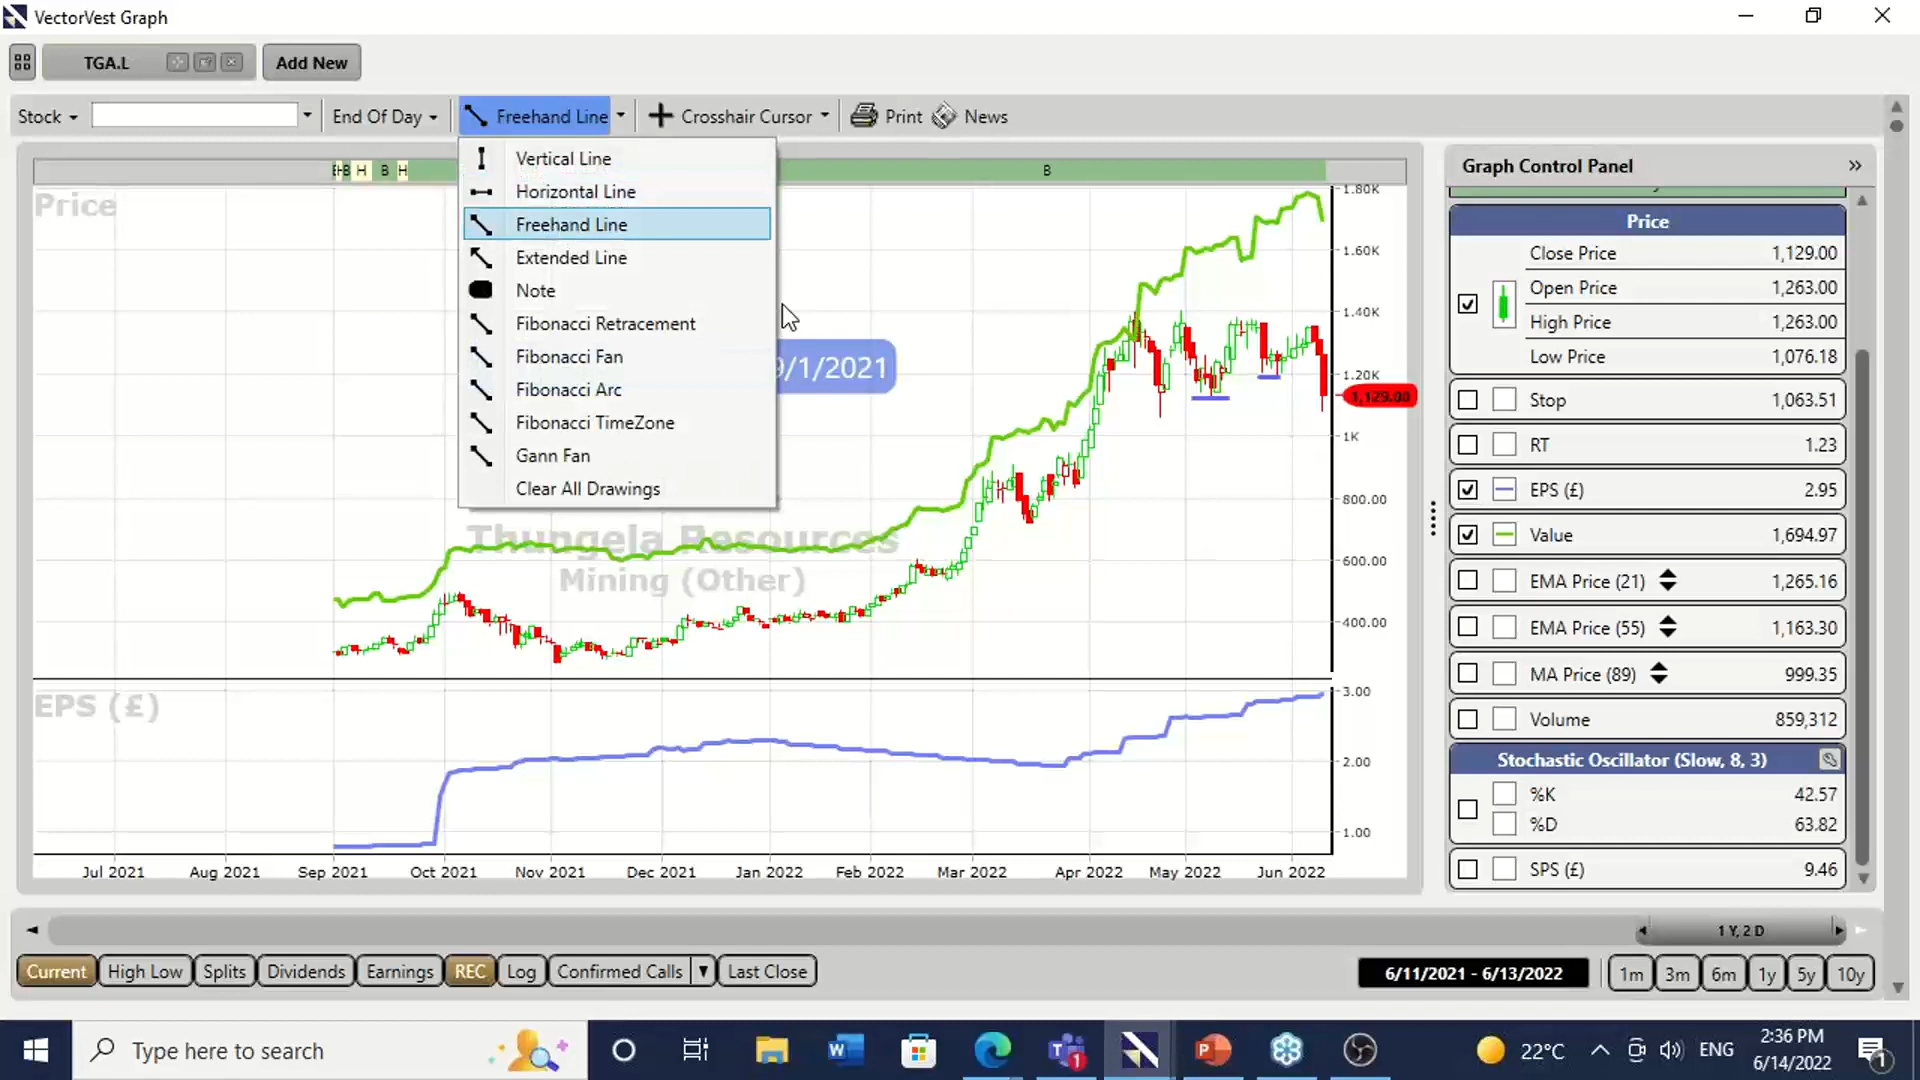 VectorVest Graph
TGA.L
Add New
Stock
End Of Day
Freehand Line
Crosshair Cursor
Print
News
Vertical Line
Horizontal Line
Freehand Line
Extended Line
Note
Fibonacci Retracement
Fibonacci Fan
Fibonacci Arc
Fibonacci TimeZone
Gann Fan
Clear All Drawings
B H B H
B
Price
9/1/2021
Thungela Resources
Mining (Other)
1.80K
1.60K
1.40K
1.20K
1,129.00
1K
800.00
600.00
400.00
EPS (£)
3.00
2.00
1.00
Jul 2021 Aug 2021 Sep 2021 Oct 2021 Nov 2021 Dec 2021 Jan 2022 Feb 2022 Mar 2022 Apr 2022 May 2022 Jun 2022
Graph Control Panel
Price
Close Price 1,129.00
Open Price 1,263.00
High Price 1,263.00
Low Price 1,076.18
Stop 1,063.51
RT 1.23
EPS (£) 2.95
Value 1,694.97
EMA Price (21) 1,265.16
EMA Price (55) 1,163.30
MA Price (89) 999.35
Volume 859,312
Stochastic Oscillator (Slow, 8, 3)
%K 42.57
%D 63.82
SPS (£) 9.46
1 Y, 2 D
Current High Low Splits Dividends Earnings REC Log Confirmed Calls Last Close
6/11/2021 - 6/13/2022
1m 3m 6m 1y 5y 10y
Type here to search
22°C
ENG
2:36 PM
6/14/2022
1
1